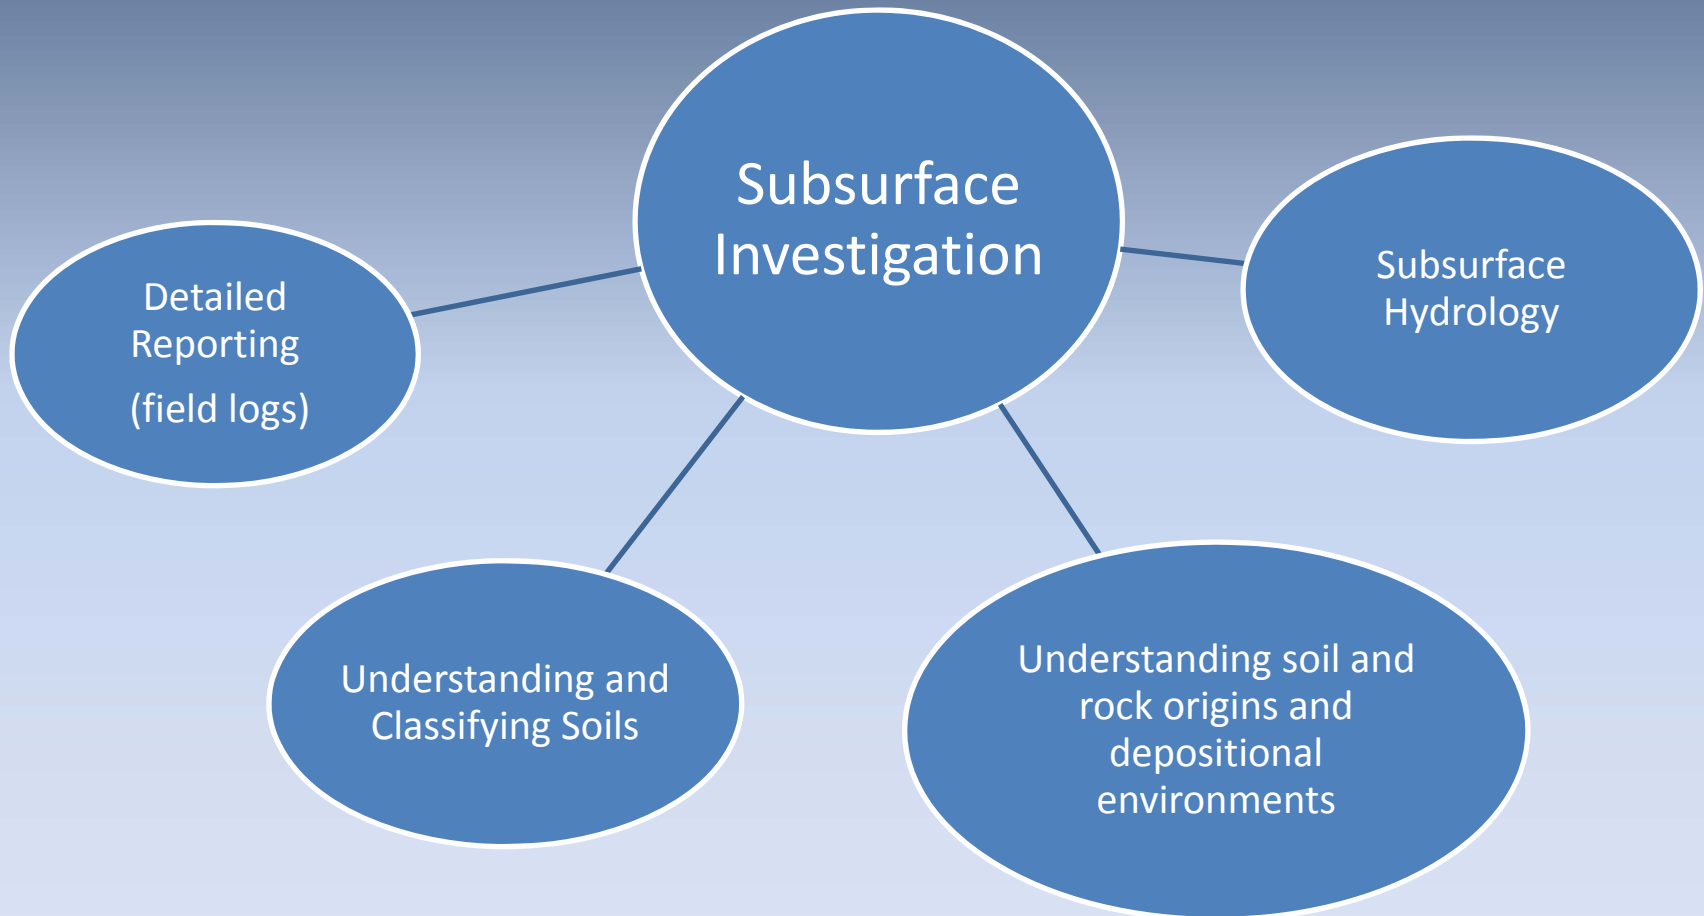 Subsurface
Investigation
Detailed
Reporting
(field logs)
Subsurface
Hydrology
Understanding and
Classifying Soils
Understanding soil and
rock origins and
depositional
environments